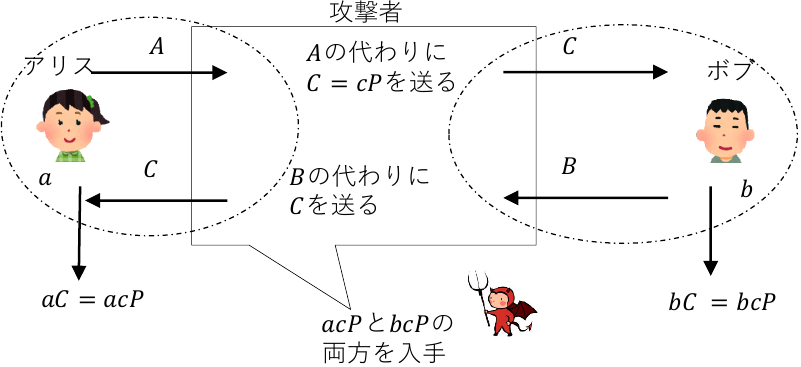 攻撃者
A
アリス
Aの代わりに
C = cPを送る
C
ボブ
a
C
Bの代わりに
Cを送る
B
b
aC = acP
bC = bcP
acPとbcPの
両方を入手